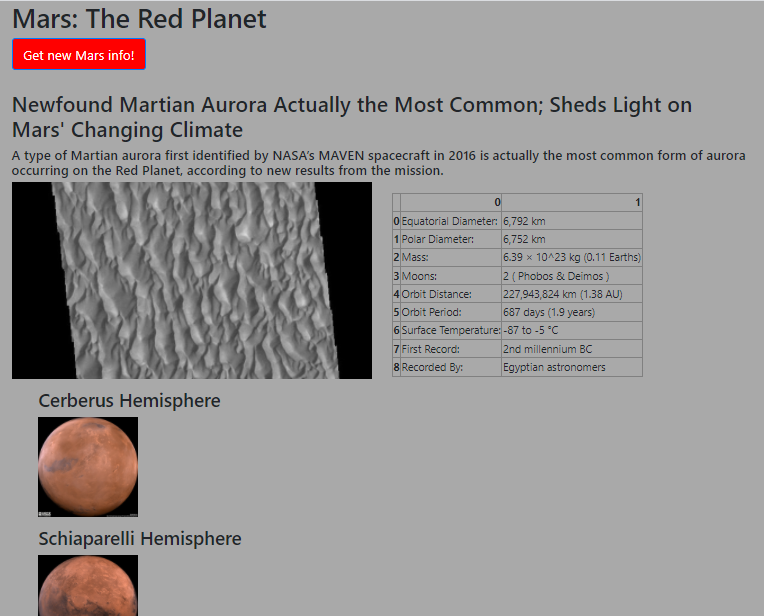 Mars: The Red Planet
Get new Mars info!
Newfound Martian Aurora Actually the Most Common; Sheds Light on
Mars' Changing Climate
A type of Martian aurora first identified by NASA's MAVEN spacecraft in 2016 is actually the most common form of aurora
occurring on the Red Planet, according to new results from the mission.
0 1
0 Equatorial Diameter: 6,792 km
1 Polar Diameter: 6,752 km
2 Mass: 6.39 × 10^23 kg (0.11 Earths)
3 Moons: 2 ( Phobos & Deimos )
4 Orbit Distance: 227,943,824 km (1.38 AU)
5 Orbit Period: 687 days (1.9 years)
6 Surface Temperature: -87 to -5 °C
7 First Record: 2nd millennium BC
8 Recorded By: Egyptian astronomers
Cerberus Hemisphere
Schiaparelli Hemisphere